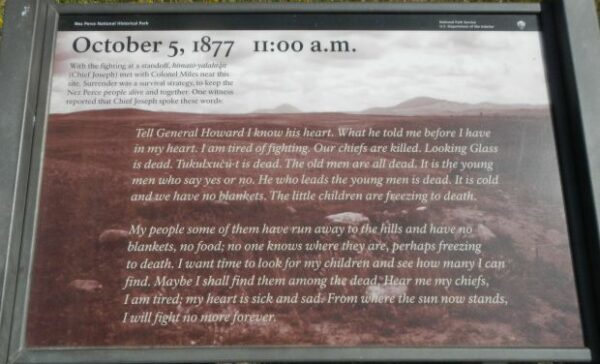 Nez Perce National Historical Park
National Park Service
U.S. Department of the Interior
October 5, 1877 11:00 a.m.
With the fighting at a standoff,
(Chief Joseph) met with Colonel Miles near this
site. Surrender was a survival strategy, to keep the
Nez Perce people alive and together. One witness
reported that Chief Joseph spoke these words:
Tell General Howard I know his heart. What he told me before I have
in my heart. I am tired of fighting. Our chiefs are killed. Looking Glass
is dead. is dead. The old men are all dead. It is the young
men who say yes or no. He who leads the young men is dead. It is cold
and we have no blankets. The little children are freezing to death.
My people some of them have run away to the hills and have no
blankets, no food; no one knows where they are, perhaps freezing
to death. I want time to look for my children and see how many I can
find. Maybe I shall find them among the dead. Hear me my chiefs,
I am tired; my heart is sick and sad. From where the sun now stands,
I will fight no more forever.